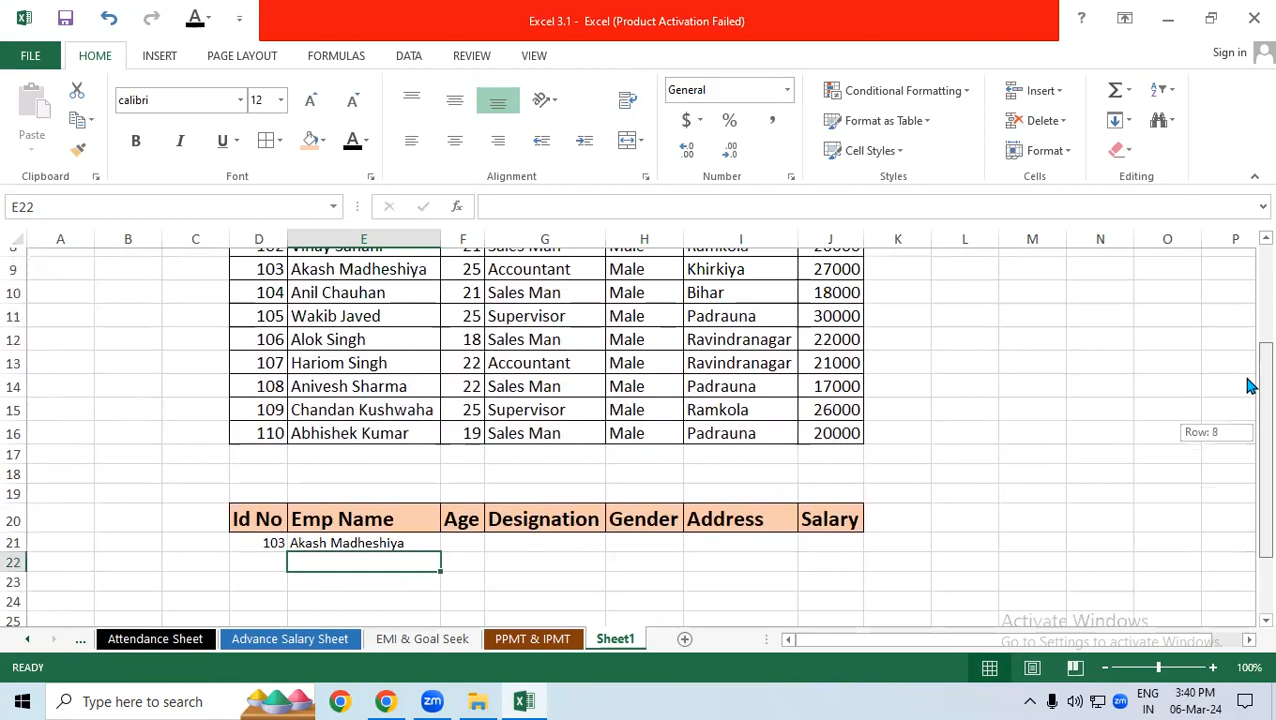 Excel 3.1 - Excel (Product Activation Failed)
Sign in
FILE HOME INSERT PAGE LAYOUT FORMULAS DATA REVIEW VIEW
calibri 12 General
Paste
B I U A
$ % ,
Conditional Formatting
Format as Table
Cell Styles
Insert
Delete
Format
Clipboard Font Alignment Number Styles Cells Editing
E22 fx
A B C D E F G H I J K L M N O P
9 103 Akash Madheshiya 25 Accountant Male Khirkiya 27000
10 104 Anil Chauhan 21 Sales Man Male Bihar 18000
11 105 Wakib Javed 25 Supervisor Male Padrauna 30000
12 106 Alok Singh 18 Sales Man Male Ravindranagar 22000
13 107 Hariom Singh 22 Accountant Male Ravindranagar 21000
14 108 Anivesh Sharma 22 Sales Man Male Padrauna 17000
15 109 Chandan Kushwaha 25 Supervisor Male Ramkola 26000
16 110 Abhishek Kumar 19 Sales Man Male Padrauna 20000
Row: 8
17
18
19
20 Id No Emp Name Age Designation Gender Address Salary
21 103 Akash Madheshiya
22
23
24
25
Activate Windows
Go to Settings to activate Windows.
... Attendance Sheet Advance Salary Sheet EMI & Goal Seek PPMT & IPMT Sheet1
READY 100%
Type here to search
ENG
IN
3:40 PM
06-Mar-24